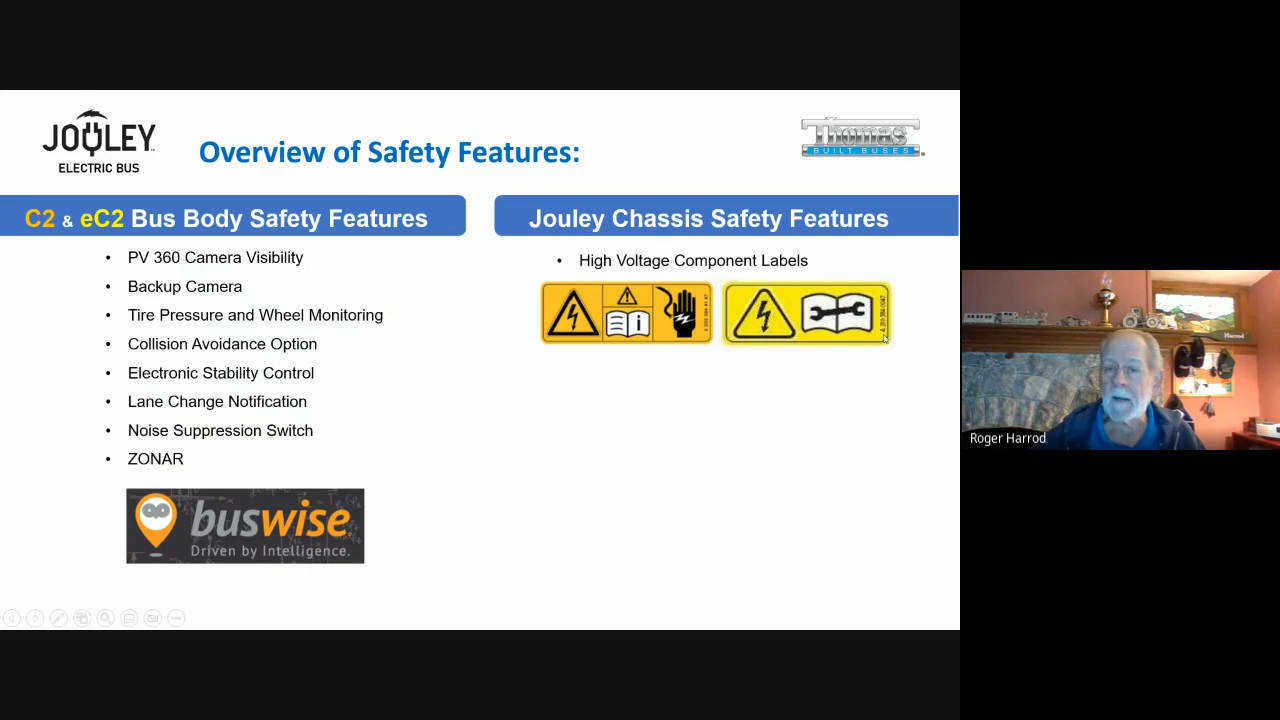 JOULEY
ELECTRIC BUS
Overview of Safety Features:
Thomas
BUILT BUSES
C2 & eC2 Bus Body Safety Features
• PV 360 Camera Visibility
• Backup Camera
• Tire Pressure and Wheel Monitoring
• Collision Avoidance Option
• Electronic Stability Control
• Lane Change Notification
• Noise Suppression Switch
• ZONAR
buswise
Driven by Intelligence.
Jouley Chassis Safety Features
• High Voltage Component Labels
Harrod
Roger Harrod